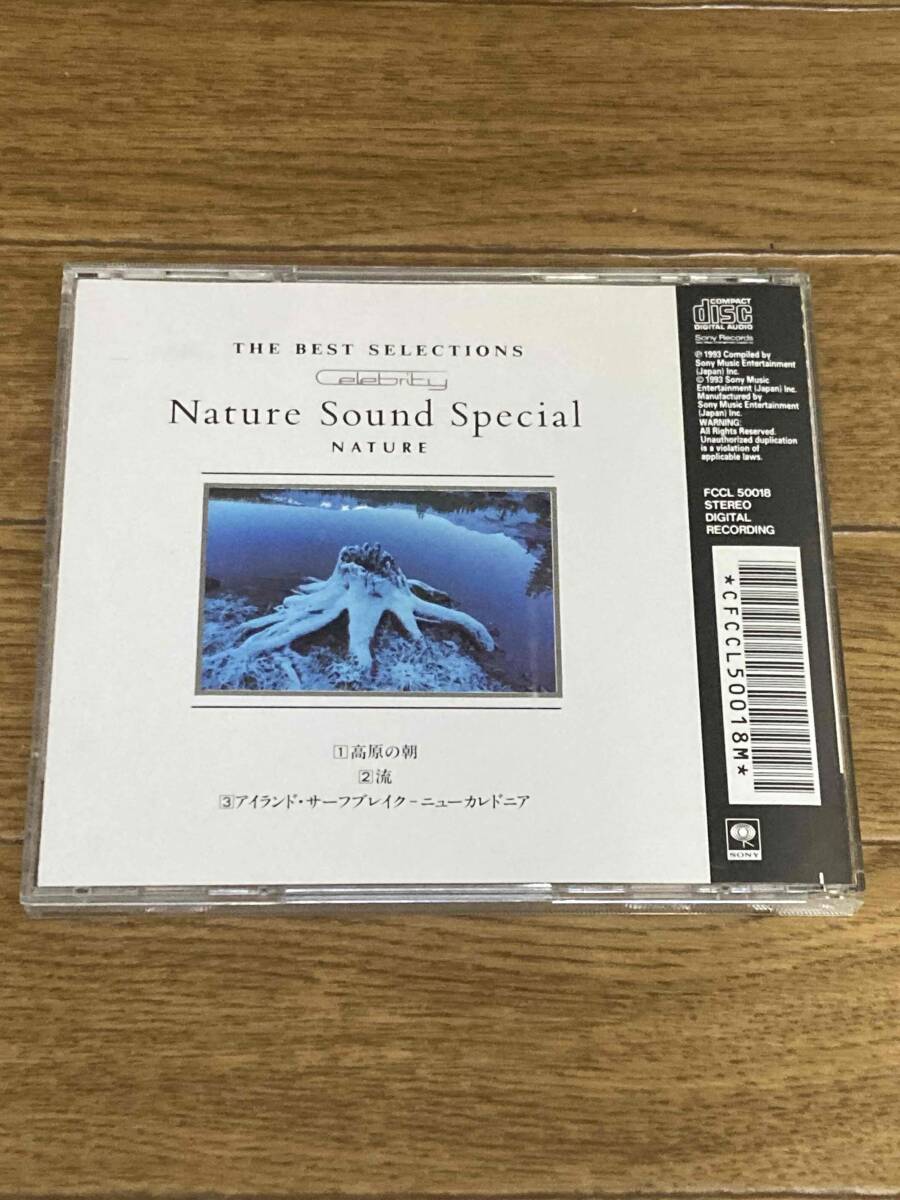 THE BEST SELECTIONS
Celebrity
Nature Sound Special
NATURE
1高原の朝
2流
3アイランド・サーフブレイク－ニューカレドニア
COMPACT
disc
DIGITAL AUDIO
Sony Records
℗ 1993 Compiled by
Sony Music Entertainment
(Japan) Inc.
© 1993 Sony Music
Entertainment (Japan) Inc.
Manufactured by
Sony Music Entertainment
(Japan) Inc.
WARNING:
All Rights Reserved.
Unauthorized duplication
is a violation of
applicable laws.
FCCL 50018
STEREO
DIGITAL
RECORDING
*CFCCL50018M*
SONY